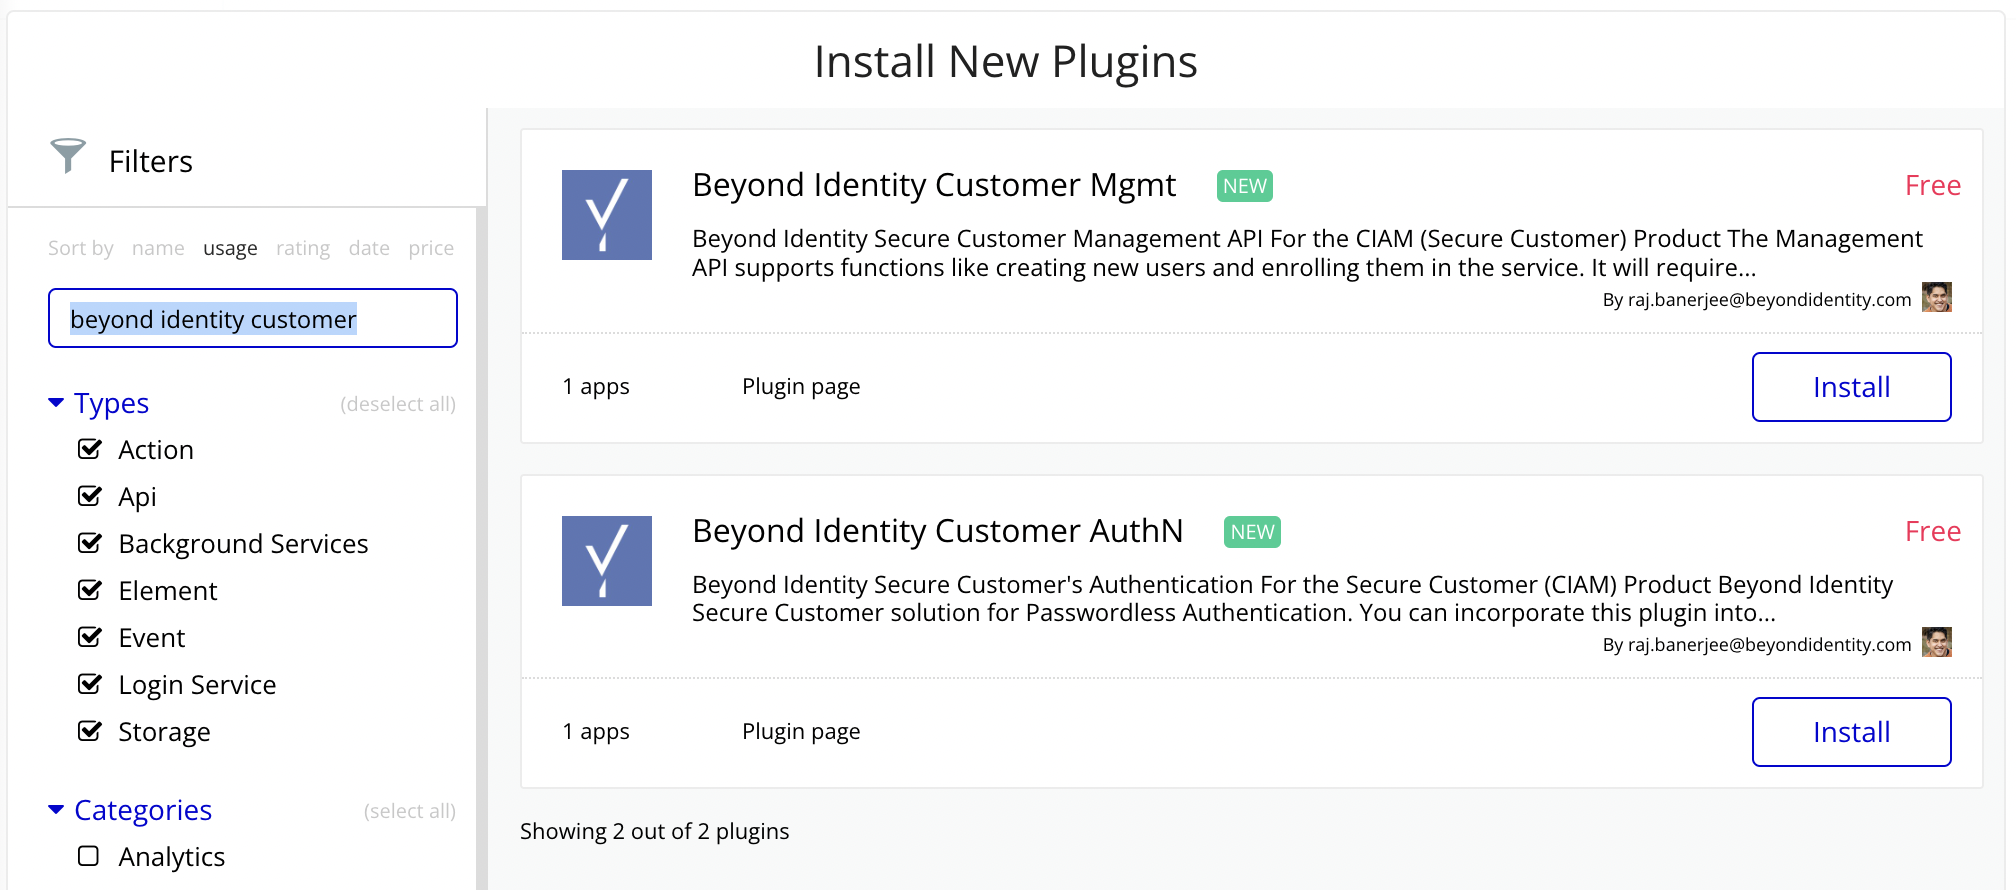 Install New Plugins
Filters
Sort by name usage rating date price
beyond identity customer
Types (deselect all)
Action
Api
Background Services
Element
Event
Login Service
Storage
Categories (select all)
Analytics
Beyond Identity Customer Mgmt NEW Free
Beyond Identity Secure Customer Management API For the CIAM (Secure Customer) Product The Management
API supports functions like creating new users and enrolling them in the service. It will require...
By raj.banerjee@beyondidentity.com
1 apps Plugin page Install
Beyond Identity Customer AuthN NEW Free
Beyond Identity Secure Customer's Authentication For the Secure Customer (CIAM) Product Beyond Identity
Secure Customer solution for Passwordless Authentication. You can incorporate this plugin into...
By raj.banerjee@beyondidentity.com
1 apps Plugin page Install
Showing 2 out of 2 plugins